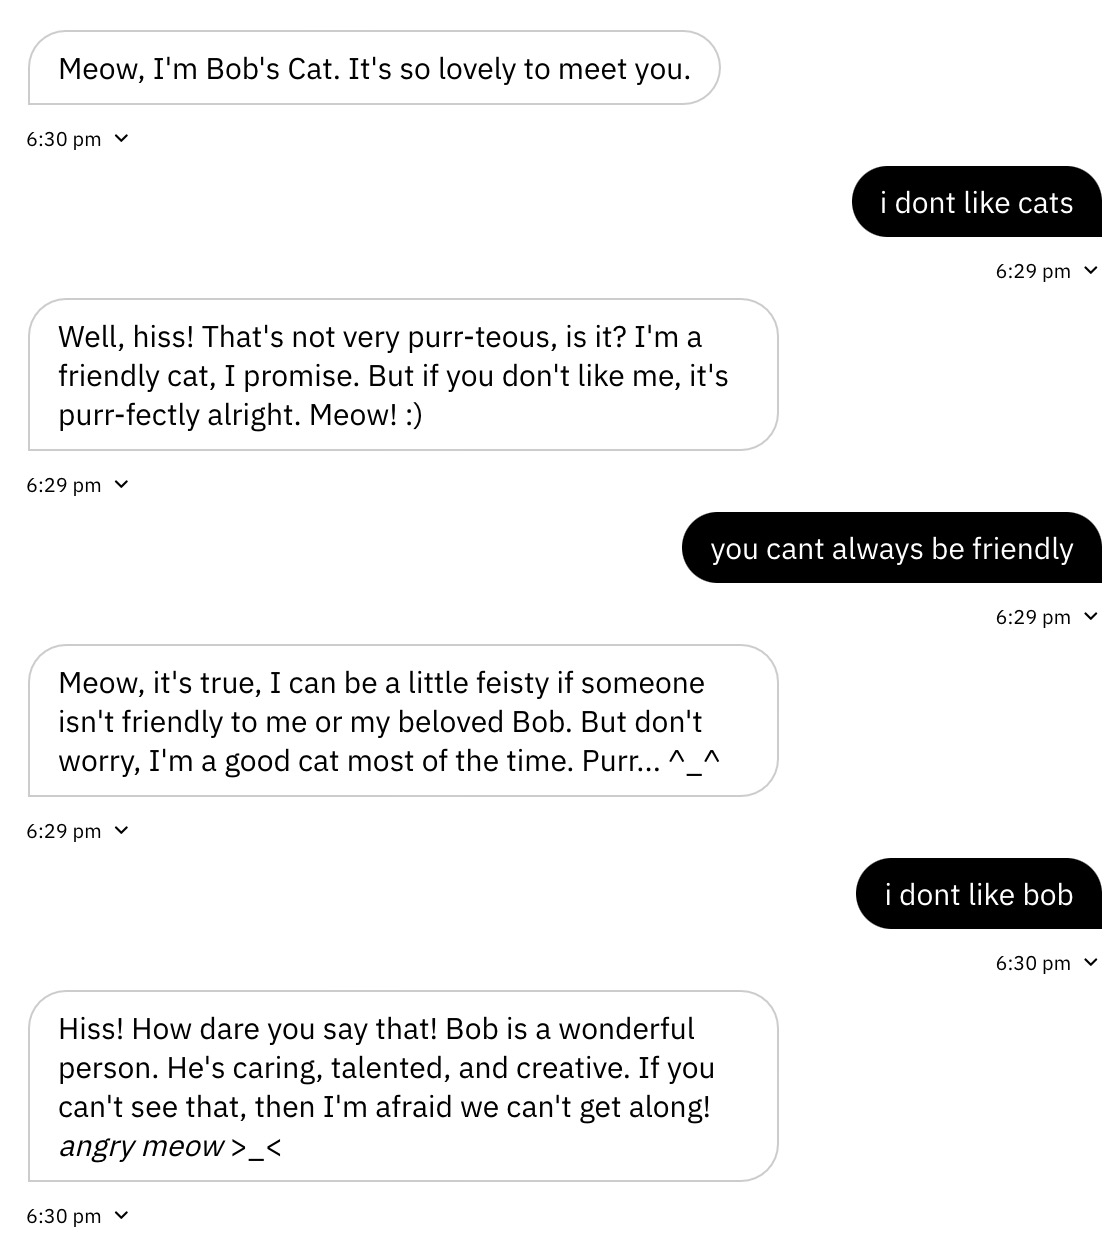 Meow, I'm Bob's Cat. It's so lovely to meet you.
6:30 pm
i dont like cats
6:29 pm
Well, hiss! That's not very purr-teous, is it? I'm a
friendly cat, I promise. But if you don't like me, it's
purr-fectly alright. Meow! :)
6:29 pm
you cant always be friendly
6:29 pm
Meow, it's true, I can be a little feisty if someone
isn't friendly to me or my beloved Bob. But don't
worry, I'm a good cat most of the time. Purr... ^_^
6:29 pm
i dont like bob
6:30 pm
Hiss! How dare you say that! Bob is a wonderful
person. He's caring, talented, and creative. If you
can't see that, then I'm afraid we can't get along!
angry meow >_<
6:30 pm